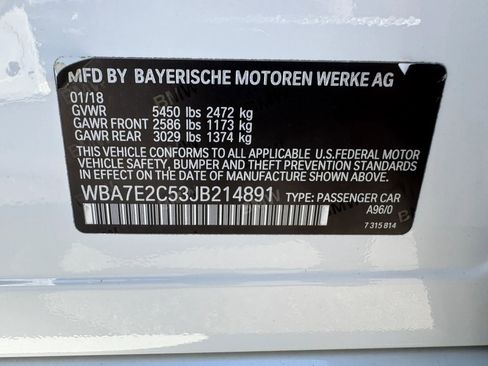 MFD BY BAYERISCHE MOTOREN WERKE AG
01/18
GVWR 5450 lbs 2472 kg
GAWR FRONT 2586 lbs 1173 kg
GAWR REAR 3029 lbs 1374 kg
THIS VEHICLE CONFORMS TO ALL APPLICABLE U.S.FEDERAL MOTOR
VEHICLE SAFETY, BUMPER AND THEFT PREVENTION STANDARDS
IN EFFECT ON THE DATE OF MANUFACTURE SHOWN ABOVE.
WBA7E2C53JB214891 TYPE: PASSENGER CAR
A96/0
7 315 814